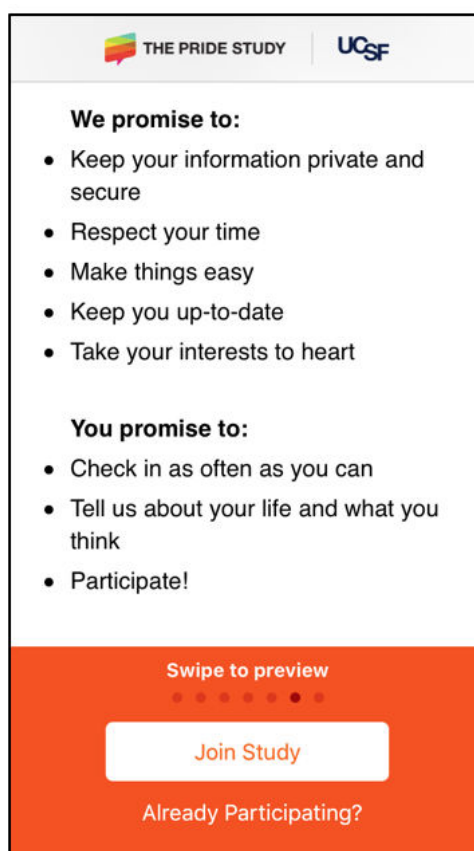 THE PRIDE STUDY
UCSF
We promise to:
• Keep your information private and
secure
• Respect your time
• Make things easy
• Keep you up-to-date
• Take your interests to heart
You promise to:
• Check in as often as you can
• Tell us about your life and what you
think
• Participate!
Swipe to preview
Join Study
Already Participating?